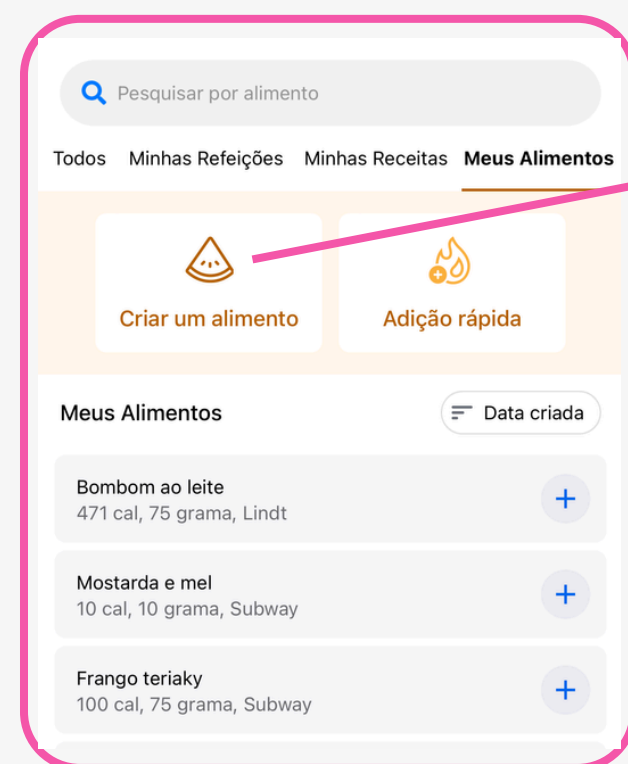 Pesquisar por alimento
Todos Minhas Refeições Minhas Receitas Meus Alimentos
Criar um alimento Adição rápida
Meus Alimentos Data criada
Bombom ao leite
471 cal, 75 grama, Lindt
Mostarda e mel
10 cal, 10 grama, Subway
Frango teriaky
100 cal, 75 grama, Subway